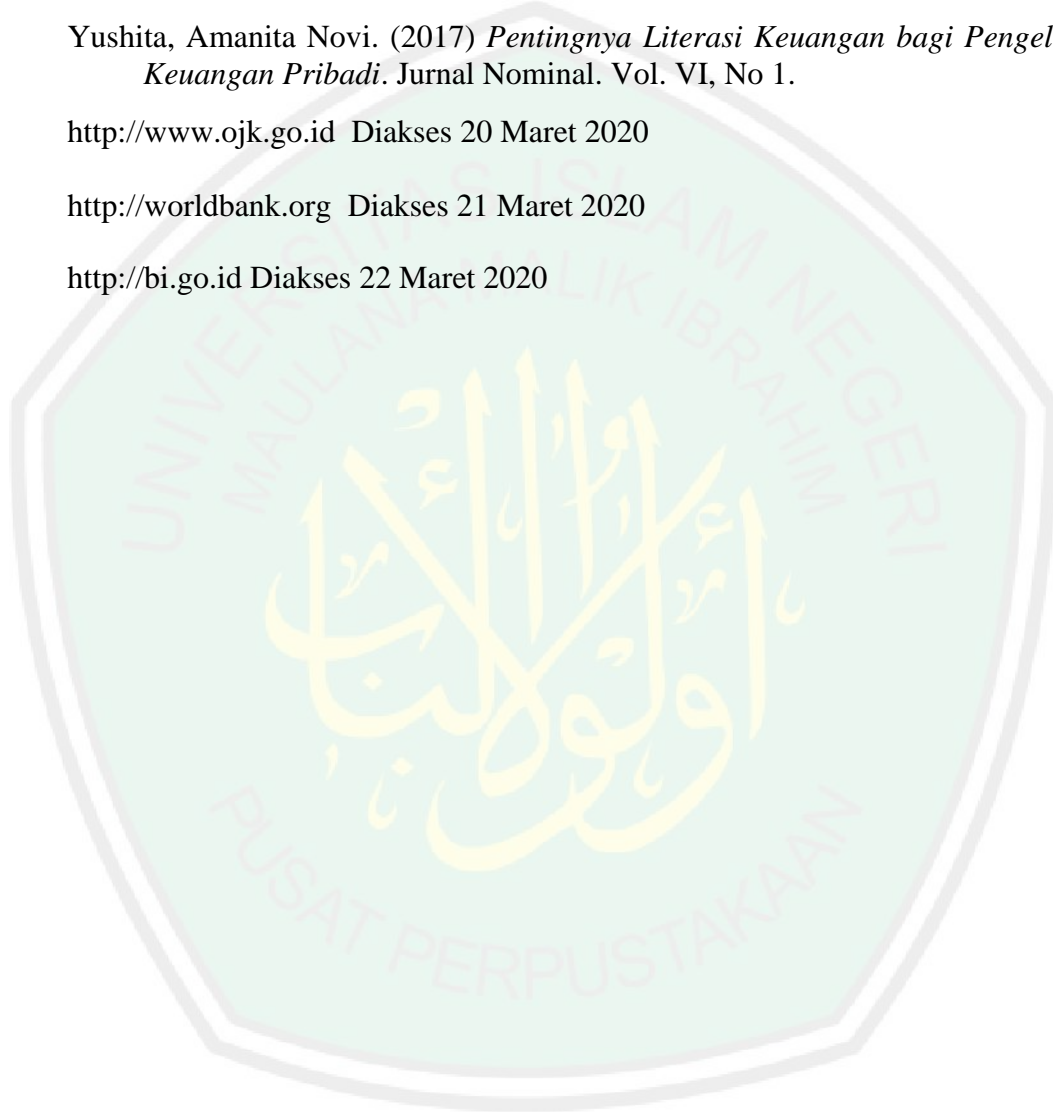 Yushita, Amanita Novi. (2017) Pentingnya Literasi Keuangan bagi Pengel
Keuangan Pribadi. Jurnal Nominal. Vol. VI, No 1.
http://www.ojk.go.id  Diakses 20 Maret 2020
http://worldbank.org  Diakses 21 Maret 2020
http://bi.go.id Diakses 22 Maret 2020
UNIVERSITAS ISLAM NEGERI
MAULANA MALIK IBRAHIM
أولوا الألباب
PUSAT PERPUSTAKAAN